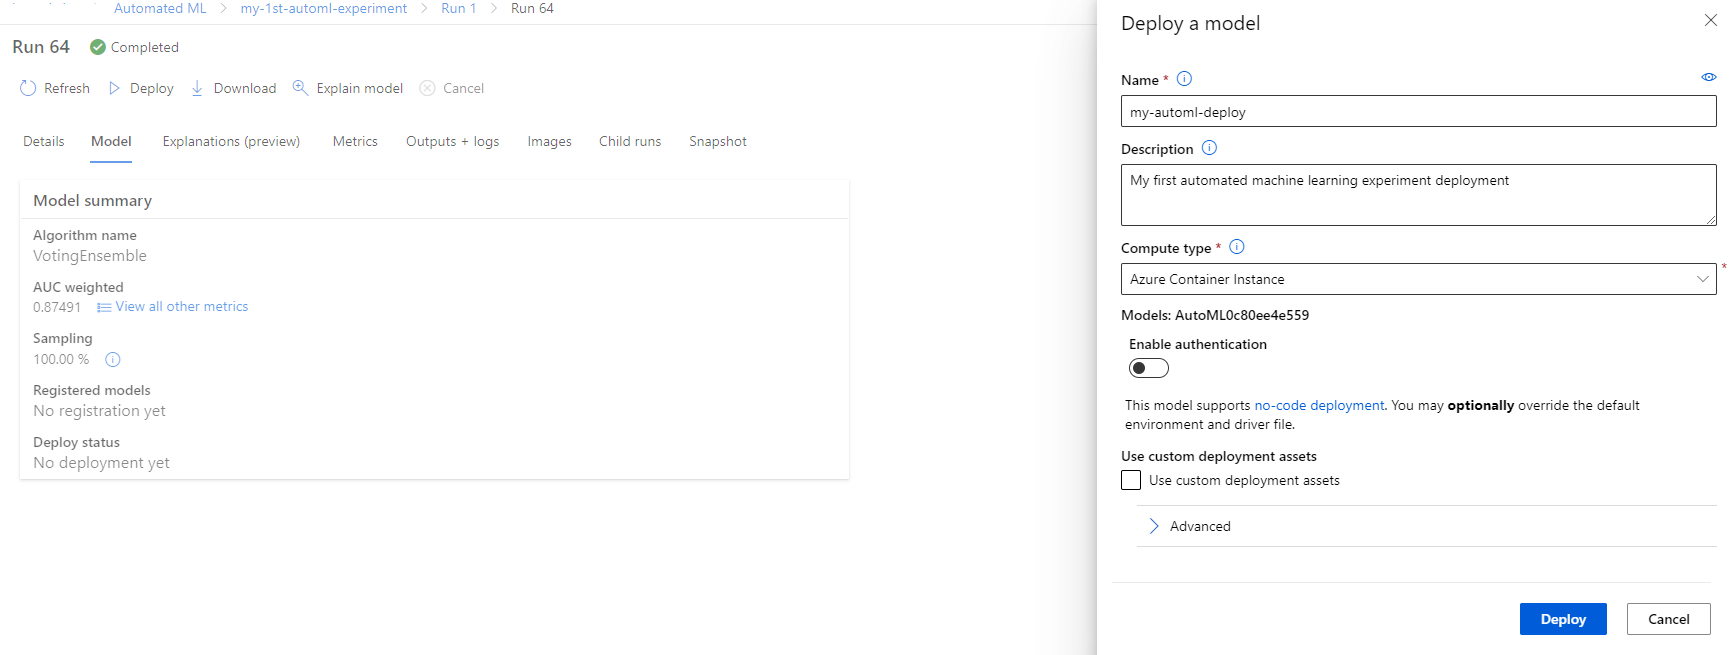 Automated ML > my-1st-automl-experiment > Run 1 > Run 64
Run 64 Completed
Refresh Deploy Download Explain model Cancel
Details Model Explanations (preview) Metrics Outputs + logs Images Child runs Snapshot
Model summary
Algorithm name
VotingEnsemble
AUC weighted
0.87491 View all other metrics
Sampling
100.00 %
Registered models
No registration yet
Deploy status
No deployment yet
Deploy a model
Name *
my-automl-deploy
Description
My first automated machine learning experiment deployment
Compute type *
Azure Container Instance
*
Models: AutoML0c80ee4e559
Enable authentication
This model supports no-code deployment. You may optionally override the default
environment and driver file.
Use custom deployment assets
Use custom deployment assets
Advanced
Deploy Cancel